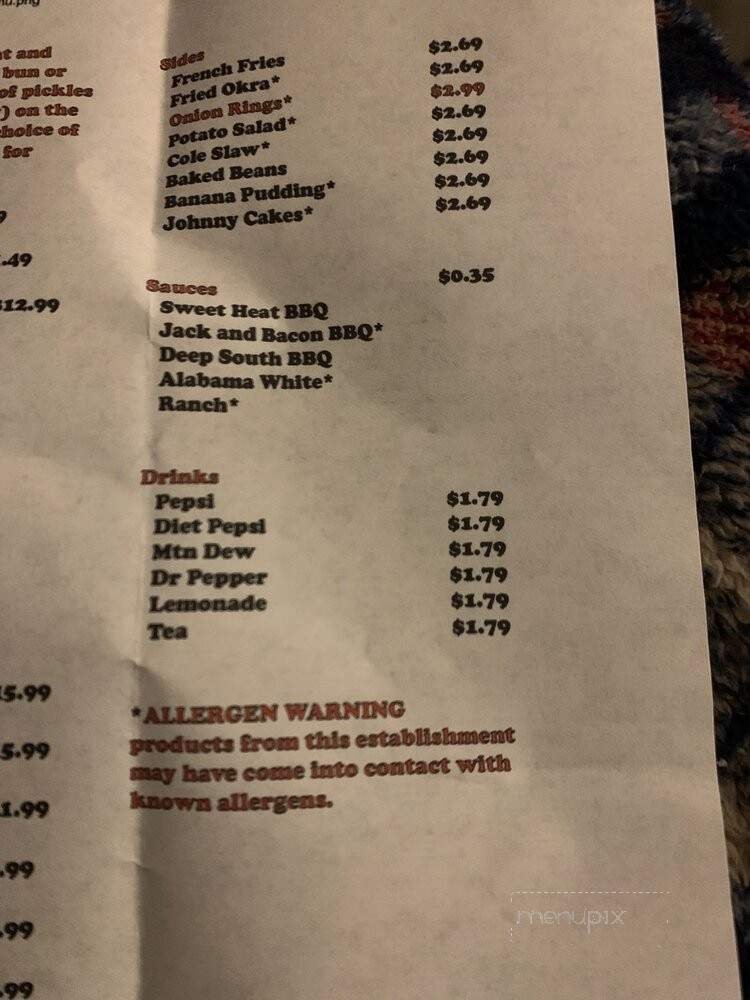 nu.png
t and
bun or
of pickles
) on the
hoice of
for
9
.49
12.99
5.99
5.99
1.99
.99
.99
.99
Sides
French Fries $2.69
Fried Okra* $2.69
Onion Rings* $2.99
Potato Salad* $2.69
Cole Slaw* $2.69
Baked Beans $2.69
Banana Pudding* $2.69
Johnny Cakes* $2.69
Sauces $0.35
Sweet Heat BBQ
Jack and Bacon BBQ*
Deep South BBQ
Alabama White*
Ranch*
Drinks
Pepsi $1.79
Diet Pepsi $1.79
Mtn Dew $1.79
Dr Pepper $1.79
Lemonade $1.79
Tea $1.79
*ALLERGEN WARNING
products from this establishment
may have come into contact with
known allergens.
menupix